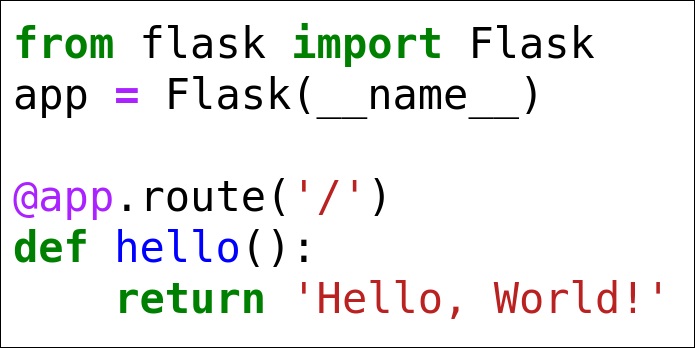 from flask import Flask
app = Flask(__name__)

@app.route('/')
def hello():
    return 'Hello, World!'